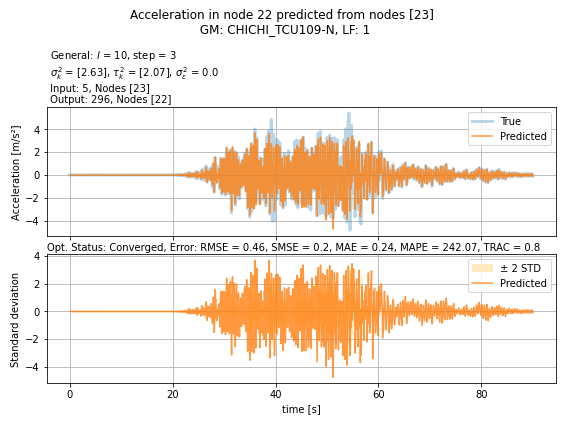 Acceleration in node 22 predicted from nodes [23]
GM: CHICHI_TCU109-N, LF: 1
General: l = 10, step = 3
σ²ₖ = [2.63], τ²ₖ = [2.07], σ²ε = 0.0
Input: 5, Nodes [23]
Output: 296, Nodes [22]
True
Predicted
Acceleration [m/s²]
4
2
0
−2
−4
Opt. Status: Converged, Error: RMSE = 0.46, SMSE = 0.2, MAE = 0.24, MAPE = 242.07, TRAC = 0.8
± 2 STD
Predicted
Standard deviation
4
2
0
−2
−4
0 20 40 60 80
time [s]